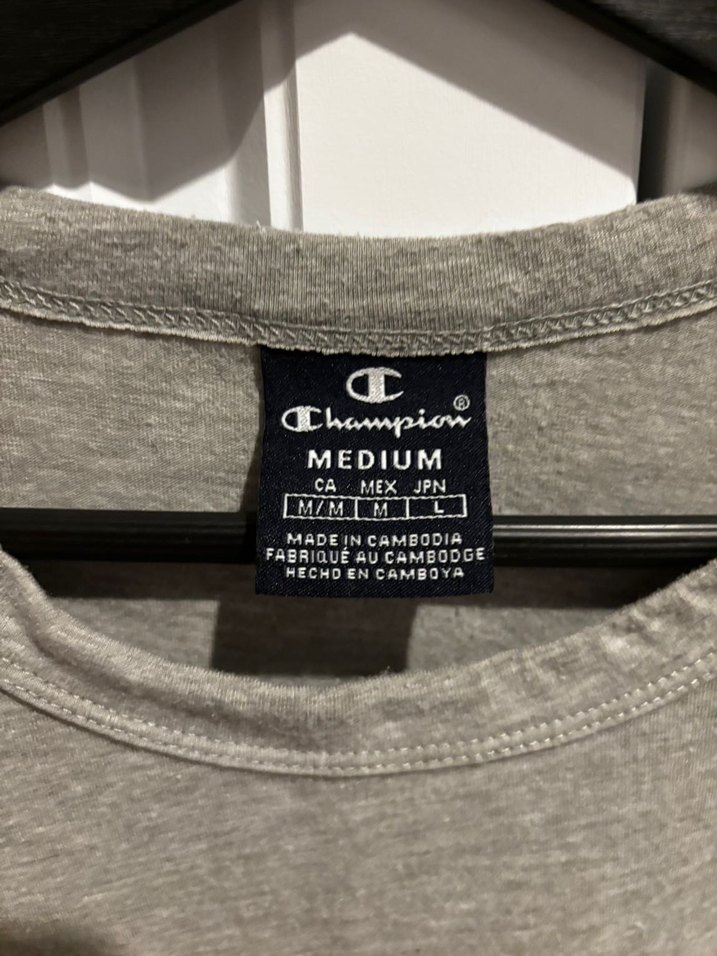 Champion®
MEDIUM
CA MEX JPN
M/M M L
MADE IN CAMBODIA
FABRIQUÉ AU CAMBODGE
HECHO EN CAMBOYA